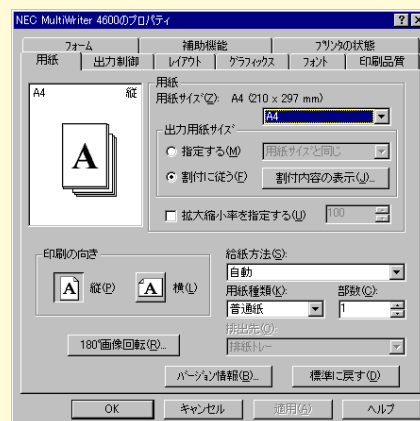 NEC MultiWriter 4600のプロパティ
フォーム 補助機能 プリンタの状態
用紙 出力制御 レイアウト グラフィックス フォント 印刷品質
A4 縦
A
用紙
用紙サイズ(Z): A4 (210 x 297 mm)
A4
出力用紙サイズ
指定する(M) 用紙サイズと同じ
割付に従う(F) 割付内容の表示(J)...
拡大縮小率を指定する(U) 100
印刷の向き
A 縦(P) A 横(L)
給紙方法(S):
自動
用紙種類(K): 部数(C):
普通紙 1
排出先(O):
排紙トレー
180°画像回転(R)...
バージョン情報(B)... 標準に戻す(D)
OK キャンセル 適用(A) ヘルプ